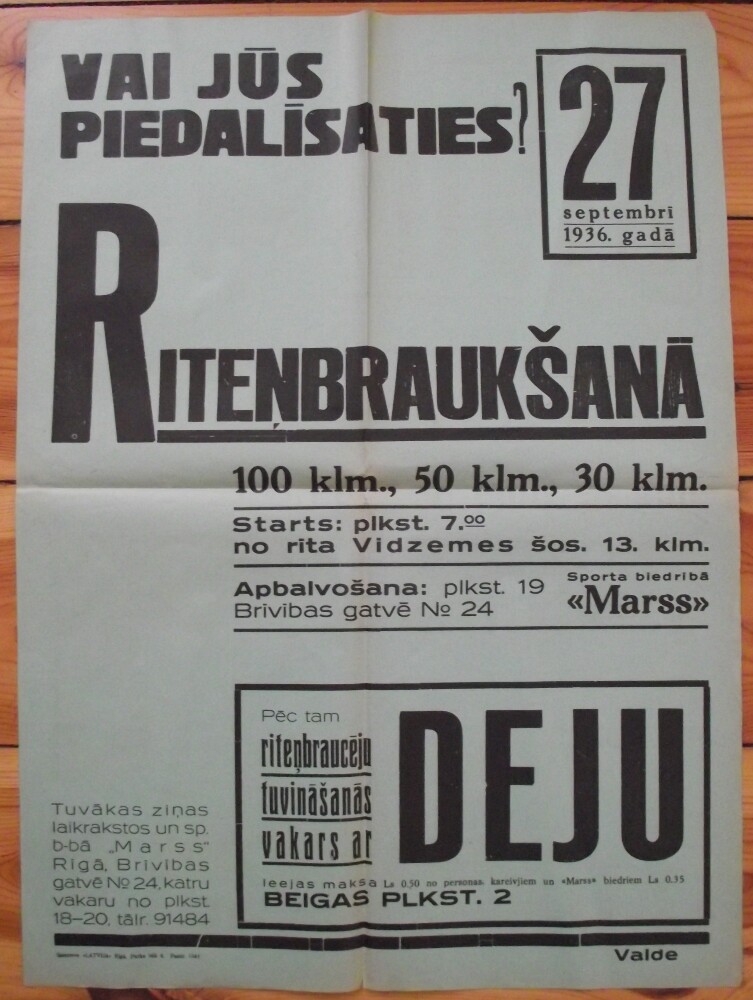 VAI JŪS
PIEDALĪSATIES?
27
septembrī
1936. gadā
RITEŅBRAUKŠANĀ
100 klm., 50 klm., 30 klm.
Starts: plkst. 7.00
no rīta Vidzemes šos. 13. klm.
Apbalvošana: plkst. 19
Brīvības gatvē № 24
Sporta biedrībā
«Marss»
Pēc tam
riteņbraucēju
tuvināšanās
vakars ar
DEJU
Ieejas maksa Ls 0.50 no personas. kareivjiem un «Marss» biedriem Ls 0.35
BEIGAS PLKST. 2
Tuvākas ziņas
laikrakstos un sp.
b-bā „Marss"
Rīgā, Brīvības
gatvē № 24, katru
vakaru no plkst.
18–20, tālr. 91484
Valde